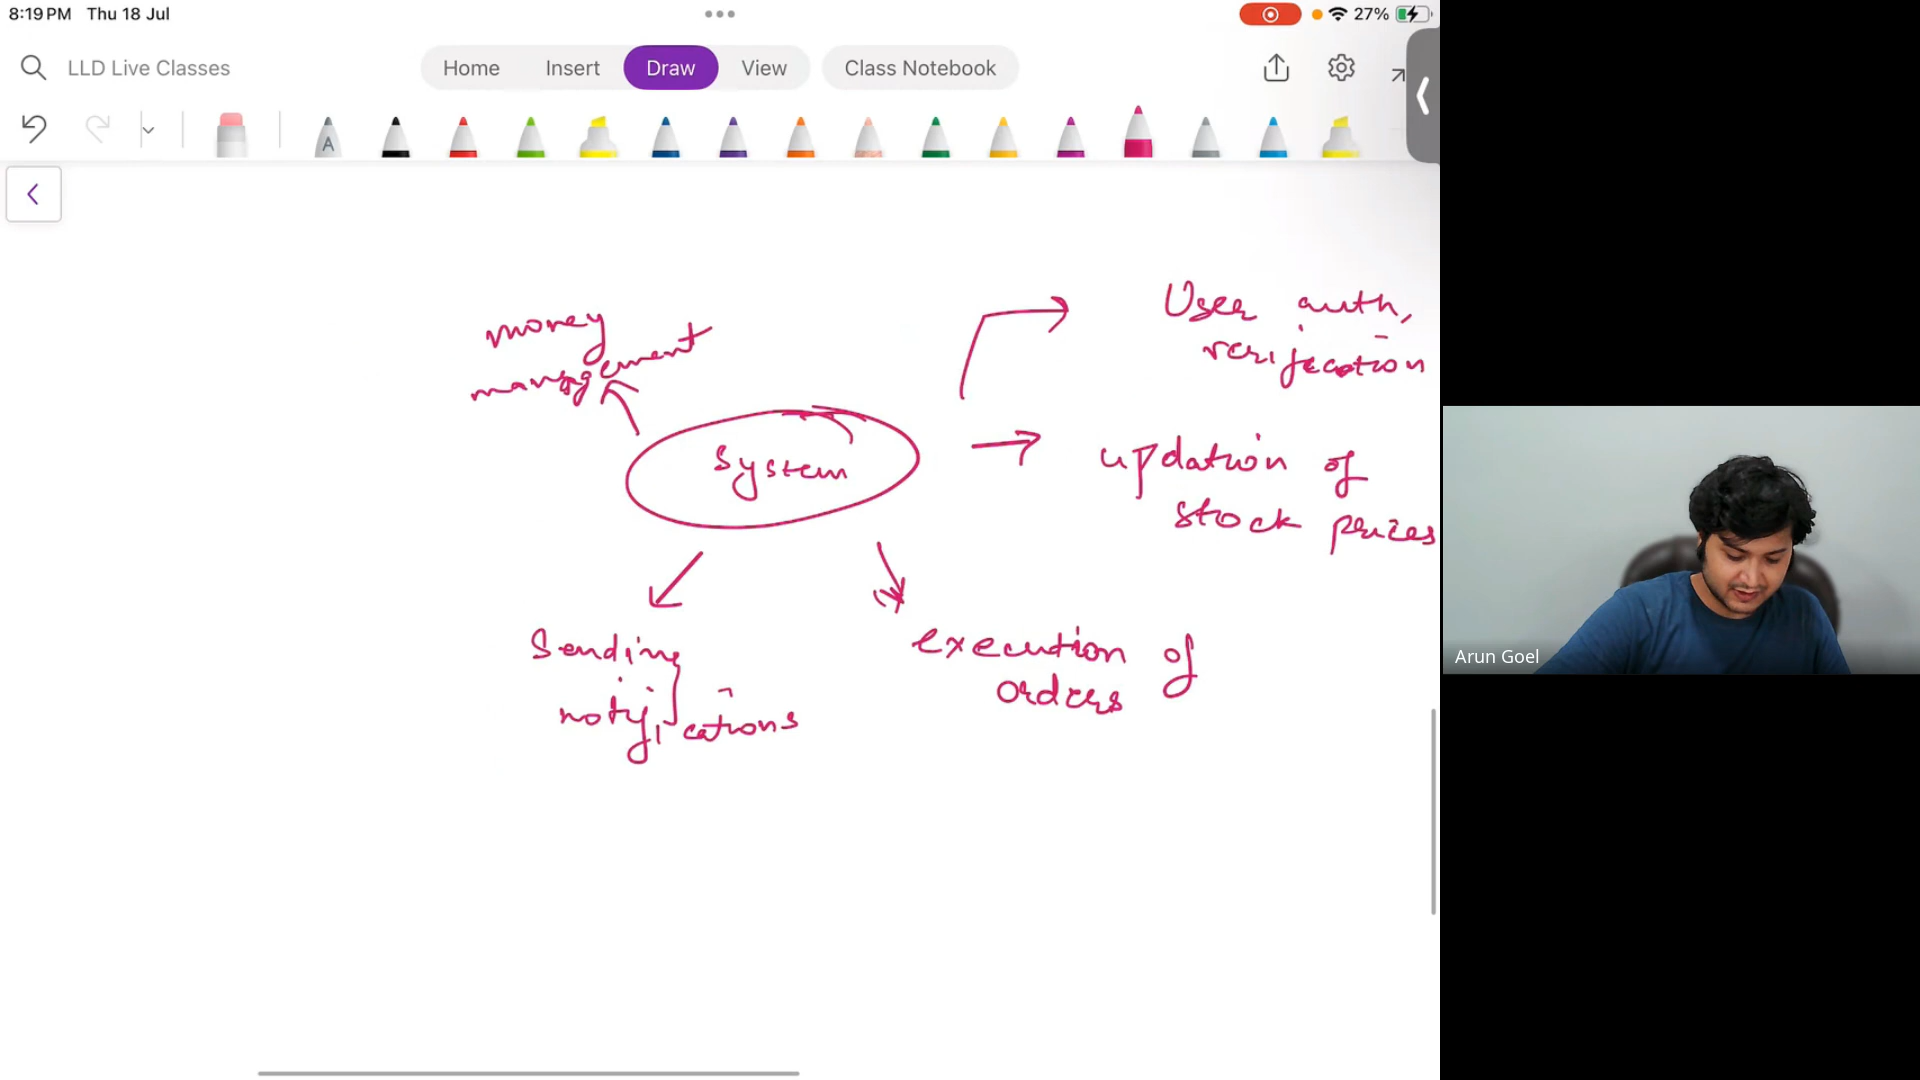 8:19 PM Thu 18 Jul
27%
LLD Live Classes
Home Insert Draw View Class Notebook
A
money
management
User auth,
verification
System
updation of
stock prices
Sending
notifications
execution of
orders
Arun Goel